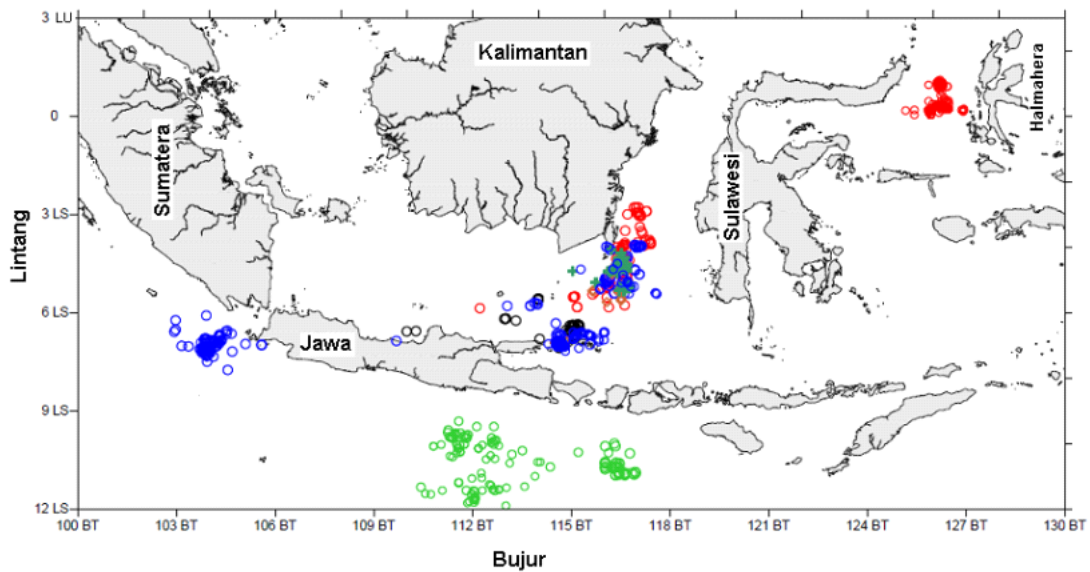 3 LU
0
3 LS
6 LS
9 LS
12 LS
Lintang
Kalimantan
Sumatera
Sulawesi
Halmahera
Jawa
100 BT 103 BT 106 BT 109 BT 112 BT 115 BT 118 BT 121 BT 124 BT 127 BT 130 BT
Bujur